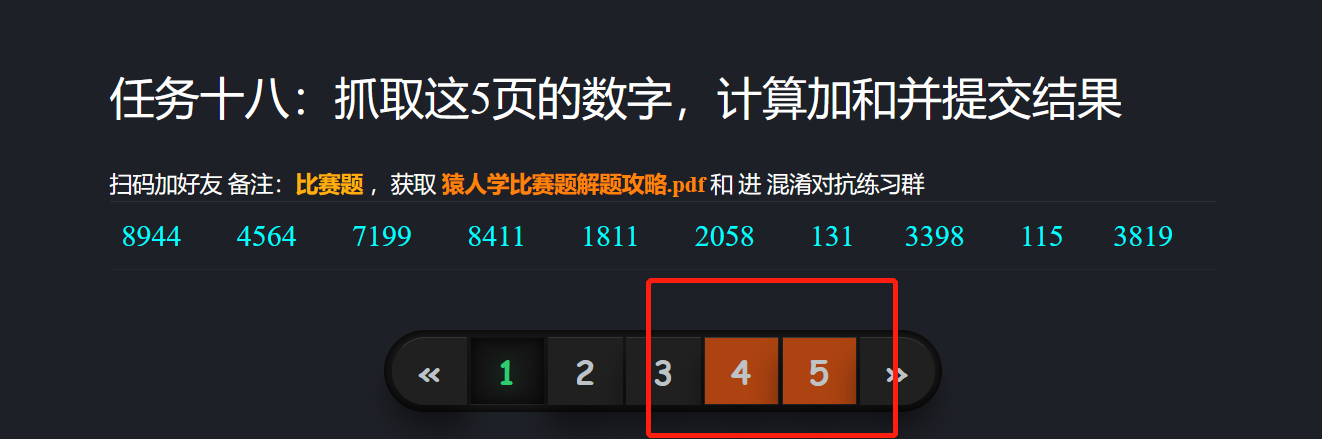 任务十八：抓取这5页的数字，计算加和并提交结果
扫码加好友 备注：比赛题 ，获取 猿人学比赛题解题攻略.pdf 和 进 混淆对抗练习群
8944 4564 7199 8411 1811 2058 131 3398 115 3819
« 1 2 3 4 5 »